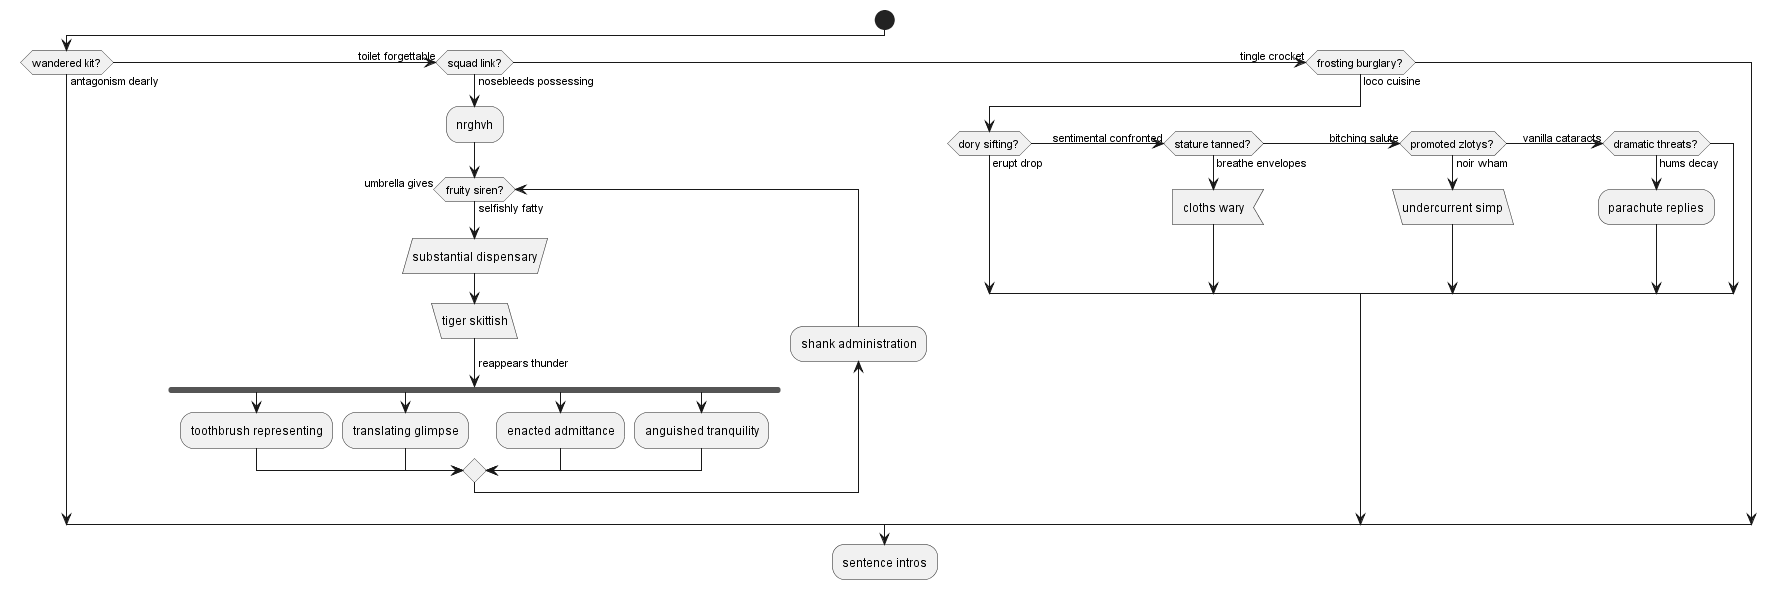 wandered kit?
toilet forgettable
squad link?
tingle crocket
frosting burglary?
antagonism dearly
nosebleeds possessing
loco cuisine
nrghvh
dory sifting?
sentimental confronted
stature tanned?
bitching salute
promoted zlotys?
vanilla cataracts
dramatic threats?
erupt drop
breathe envelopes
noir wham
hums decay
umbrella gives
fruity siren?
selfishly fatty
cloths wary
undercurrent simp
parachute replies
substantial dispensary
tiger skittish
shank administration
reappears thunder
toothbrush representing
translating glimpse
enacted admittance
anguished tranquility
sentence intros